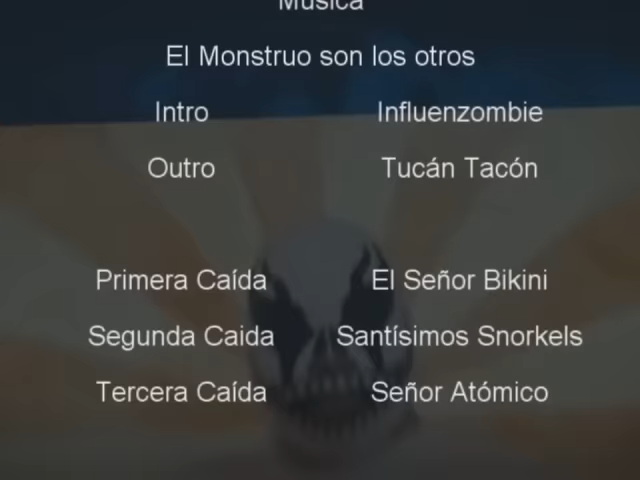 Música
El Monstruo son los otros
Intro Influenzombie
Outro Tucán Tacón
Primera Caída El Señor Bikini
Segunda Caida Santísimos Snorkels
Tercera Caída Señor Atómico